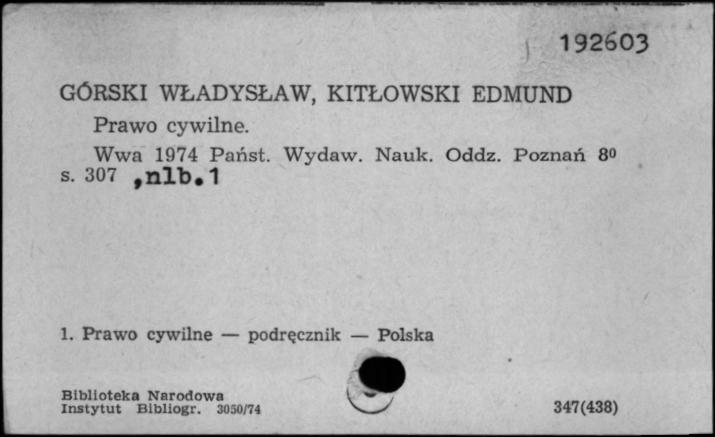 192603
GÓRSKI WŁADYSŁAW, KITŁOWSKI EDMUND
Prawo cywilne.
Wwa 1974 Państ. Wydaw. Nauk. Oddz. Poznań 8⁰
s. 307 ,nlb.1
1. Prawo cywilne — podręcznik — Polska
Biblioteka Narodowa
Instytut Bibliogr. 3050/74
347(438)